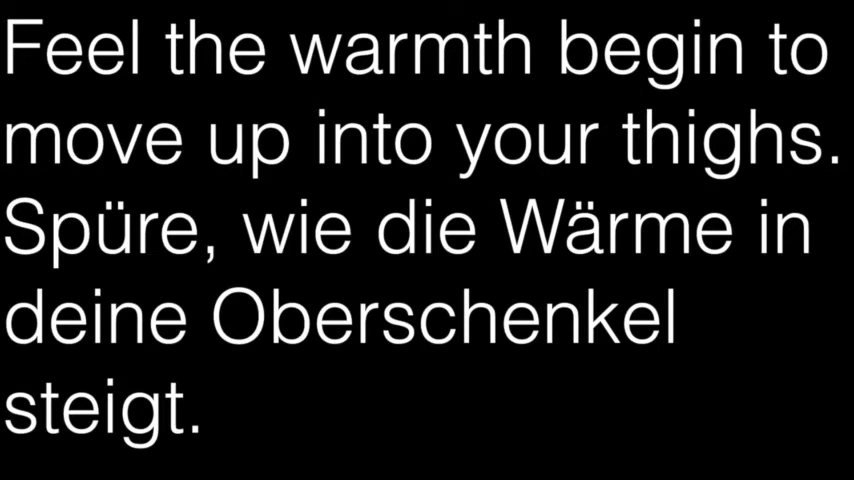 Feel the warmth begin to
move up into your thighs.
Spüre, wie die Wärme in
deine Oberschenkel
steigt.